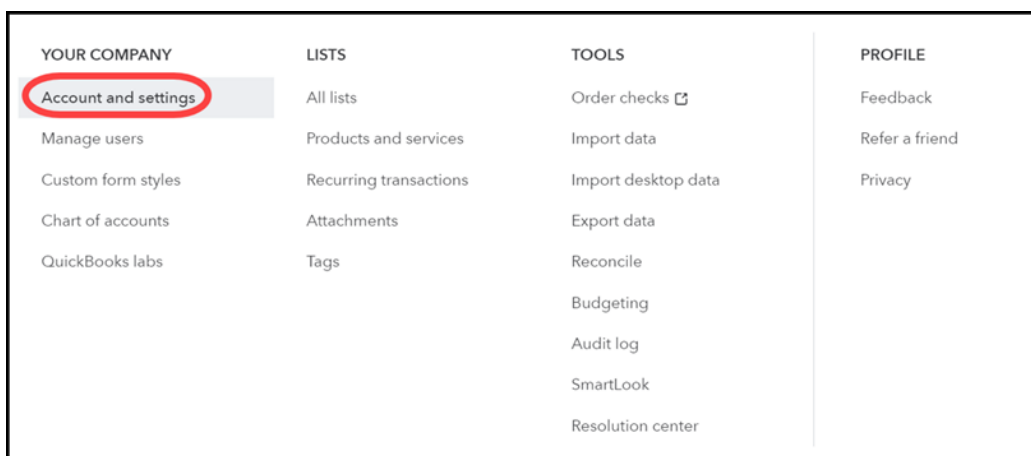 YOUR COMPANY
Account and settings
Manage users
Custom form styles
Chart of accounts
QuickBooks labs
LISTS
All lists
Products and services
Recurring transactions
Attachments
Tags
TOOLS
Order checks
Import data
Import desktop data
Export data
Reconcile
Budgeting
Audit log
SmartLook
Resolution center
PROFILE
Feedback
Refer a friend
Privacy